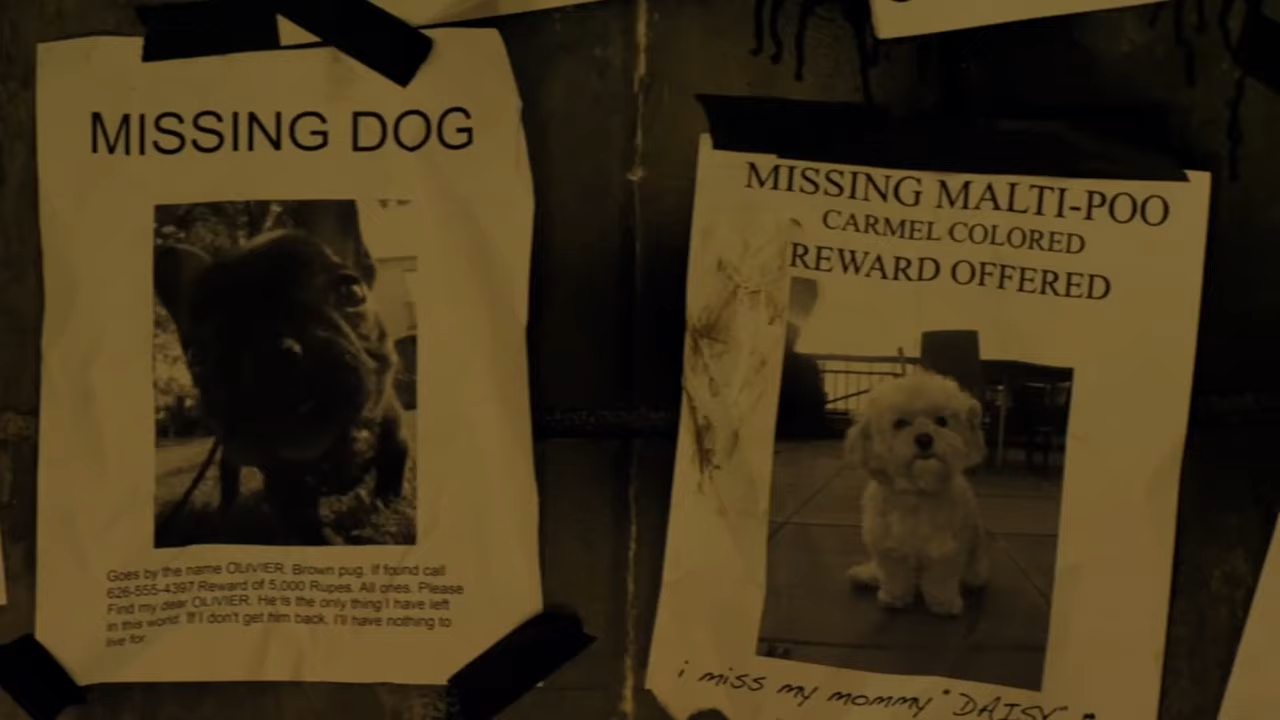 MISSING DOG
Goes by the name OLIVIER. Brown pug. If found call
626-555-4397 Reward of 5,000 Rupes. All ones. Please
Find my dear OLIVIER. He is the only thing I have left
in this world. If I don't get him back, I'll have nothing to
live for.
MISSING MALTI-POO
CARMEL COLORED
REWARD OFFERED
i miss my mommy "DAISY"